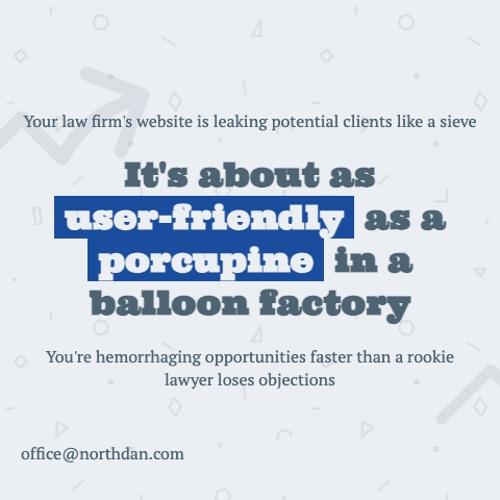 Your law firm's website is leaking potential clients like a sieve
It's about as
user-friendly as a
porcupine in a
balloon factory
You're hemorrhaging opportunities faster than a rookie
lawyer loses objections
office@northdan.com